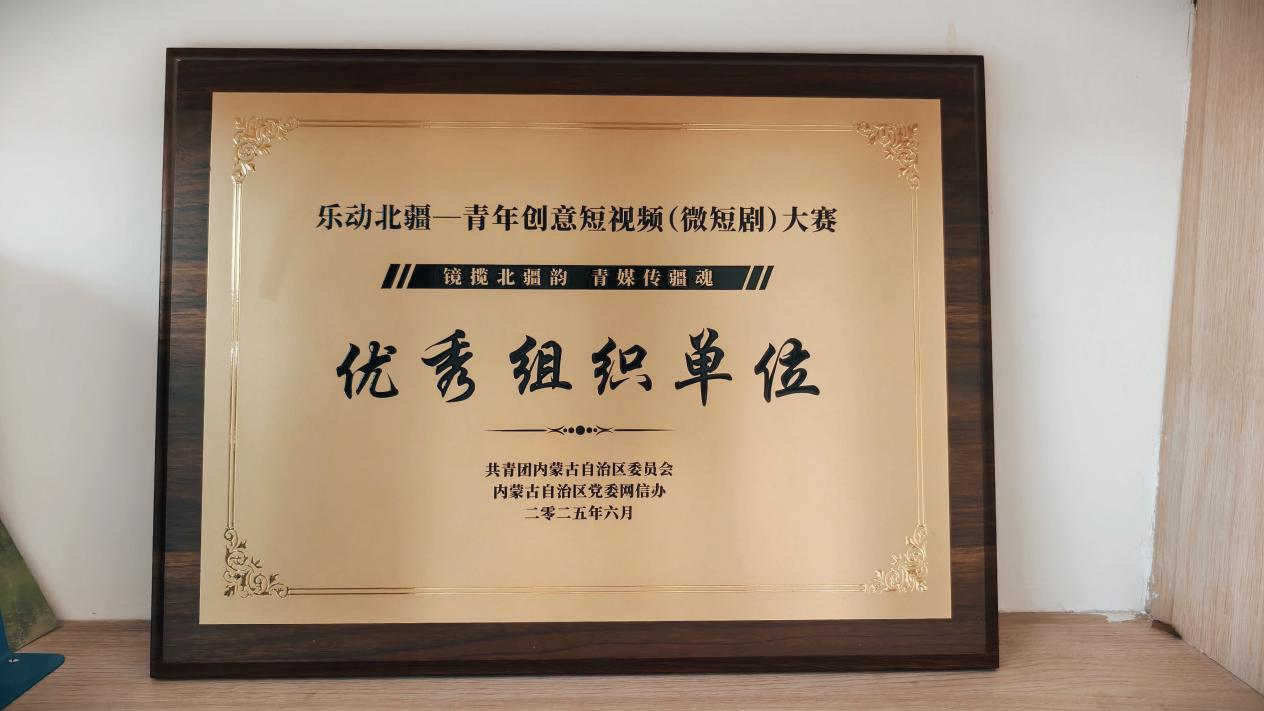 乐动北疆—青年创意短视频(微短剧)大赛
镜揽北疆韵 青媒传疆魂
优秀组织单位
共青团内蒙古自治区委员会
内蒙古自治区党委网信办
二零二五年六月